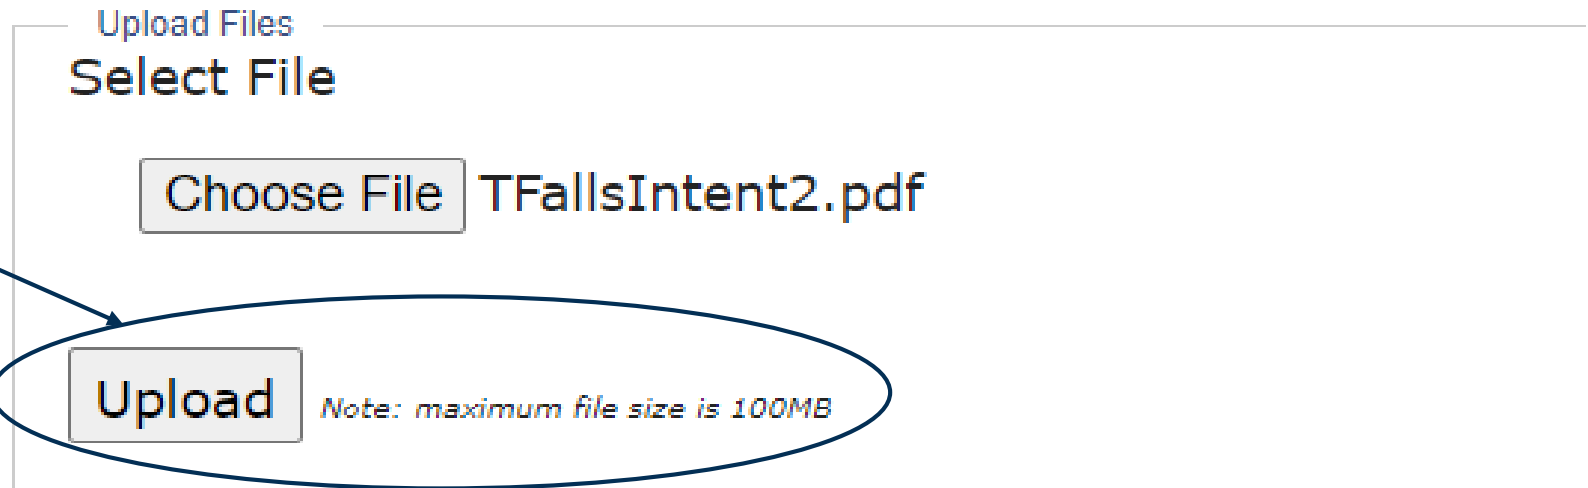 Upload Files
Select File
Choose File TFallsIntent2.pdf
Upload Note: maximum file size is 100MB